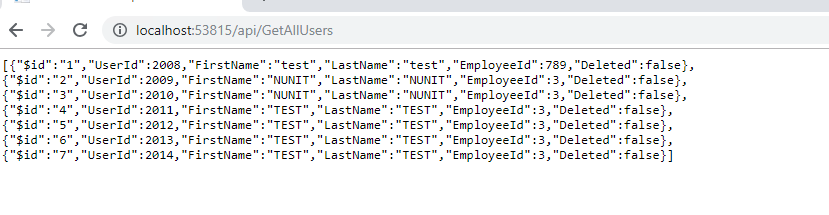 localhost:53815/api/GetAllUsers
[{"$id":"1","UserId":2008,"FirstName":"test","LastName":"test","EmployeeId":789,"Deleted":false},
{"$id":"2","UserId":2009,"FirstName":"NUNIT","LastName":"NUNIT","EmployeeId":3,"Deleted":false},
{"$id":"3","UserId":2010,"FirstName":"NUNIT","LastName":"NUNIT","EmployeeId":3,"Deleted":false},
{"$id":"4","UserId":2011,"FirstName":"TEST","LastName":"TEST","EmployeeId":3,"Deleted":false},
{"$id":"5","UserId":2012,"FirstName":"TEST","LastName":"TEST","EmployeeId":3,"Deleted":false},
{"$id":"6","UserId":2013,"FirstName":"TEST","LastName":"TEST","EmployeeId":3,"Deleted":false},
{"$id":"7","UserId":2014,"FirstName":"TEST","LastName":"TEST","EmployeeId":3,"Deleted":false}]